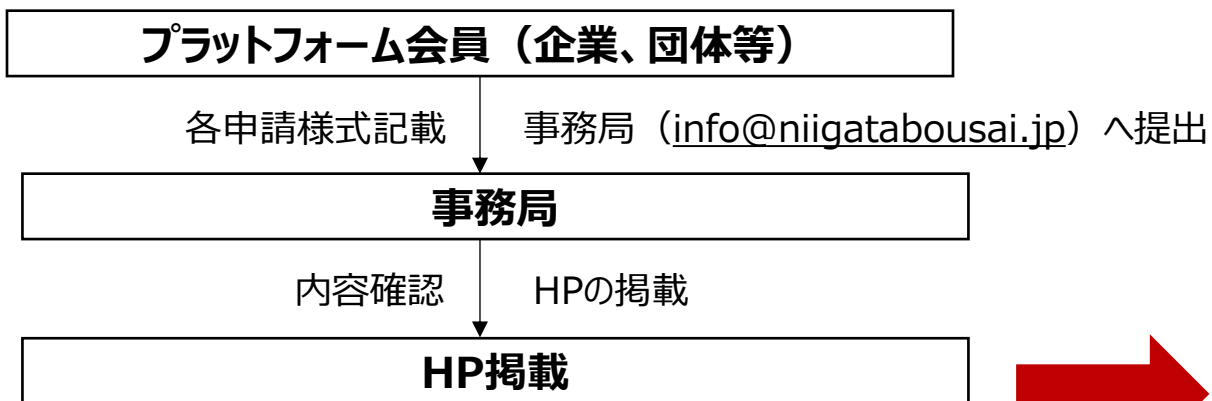 プラットフォーム会員（企業、団体等）
各申請様式記載 事務局（info@niigatabousai.jp）へ提出
事務局
内容確認 HPの掲載
HP掲載